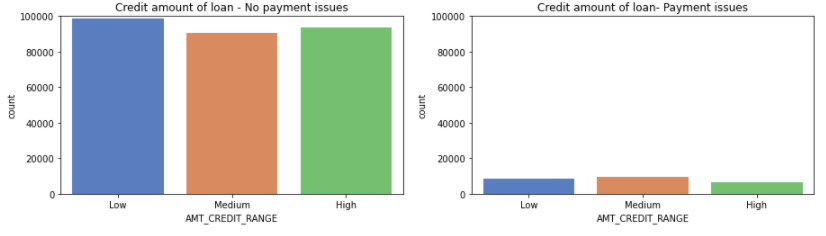 Credit amount of loan - No payment issues
100000
80000
60000
40000
20000
0
count
Low Medium High
AMT_CREDIT_RANGE
Credit amount of loan- Payment issues
100000
80000
60000
40000
20000
0
count
Low Medium High
AMT_CREDIT_RANGE